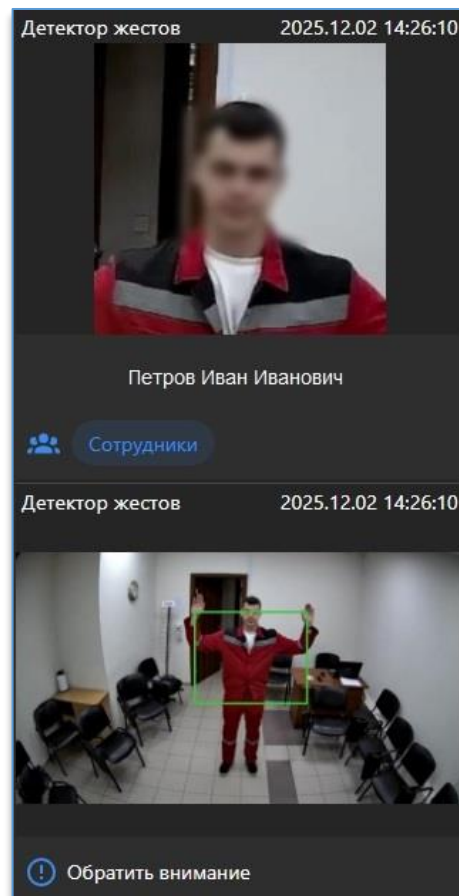 Детектор жестов 2025.12.02 14:26:10
Петров Иван Иванович
Сотрудники
Детектор жестов 2025.12.02 14:26:10
Обратить внимание